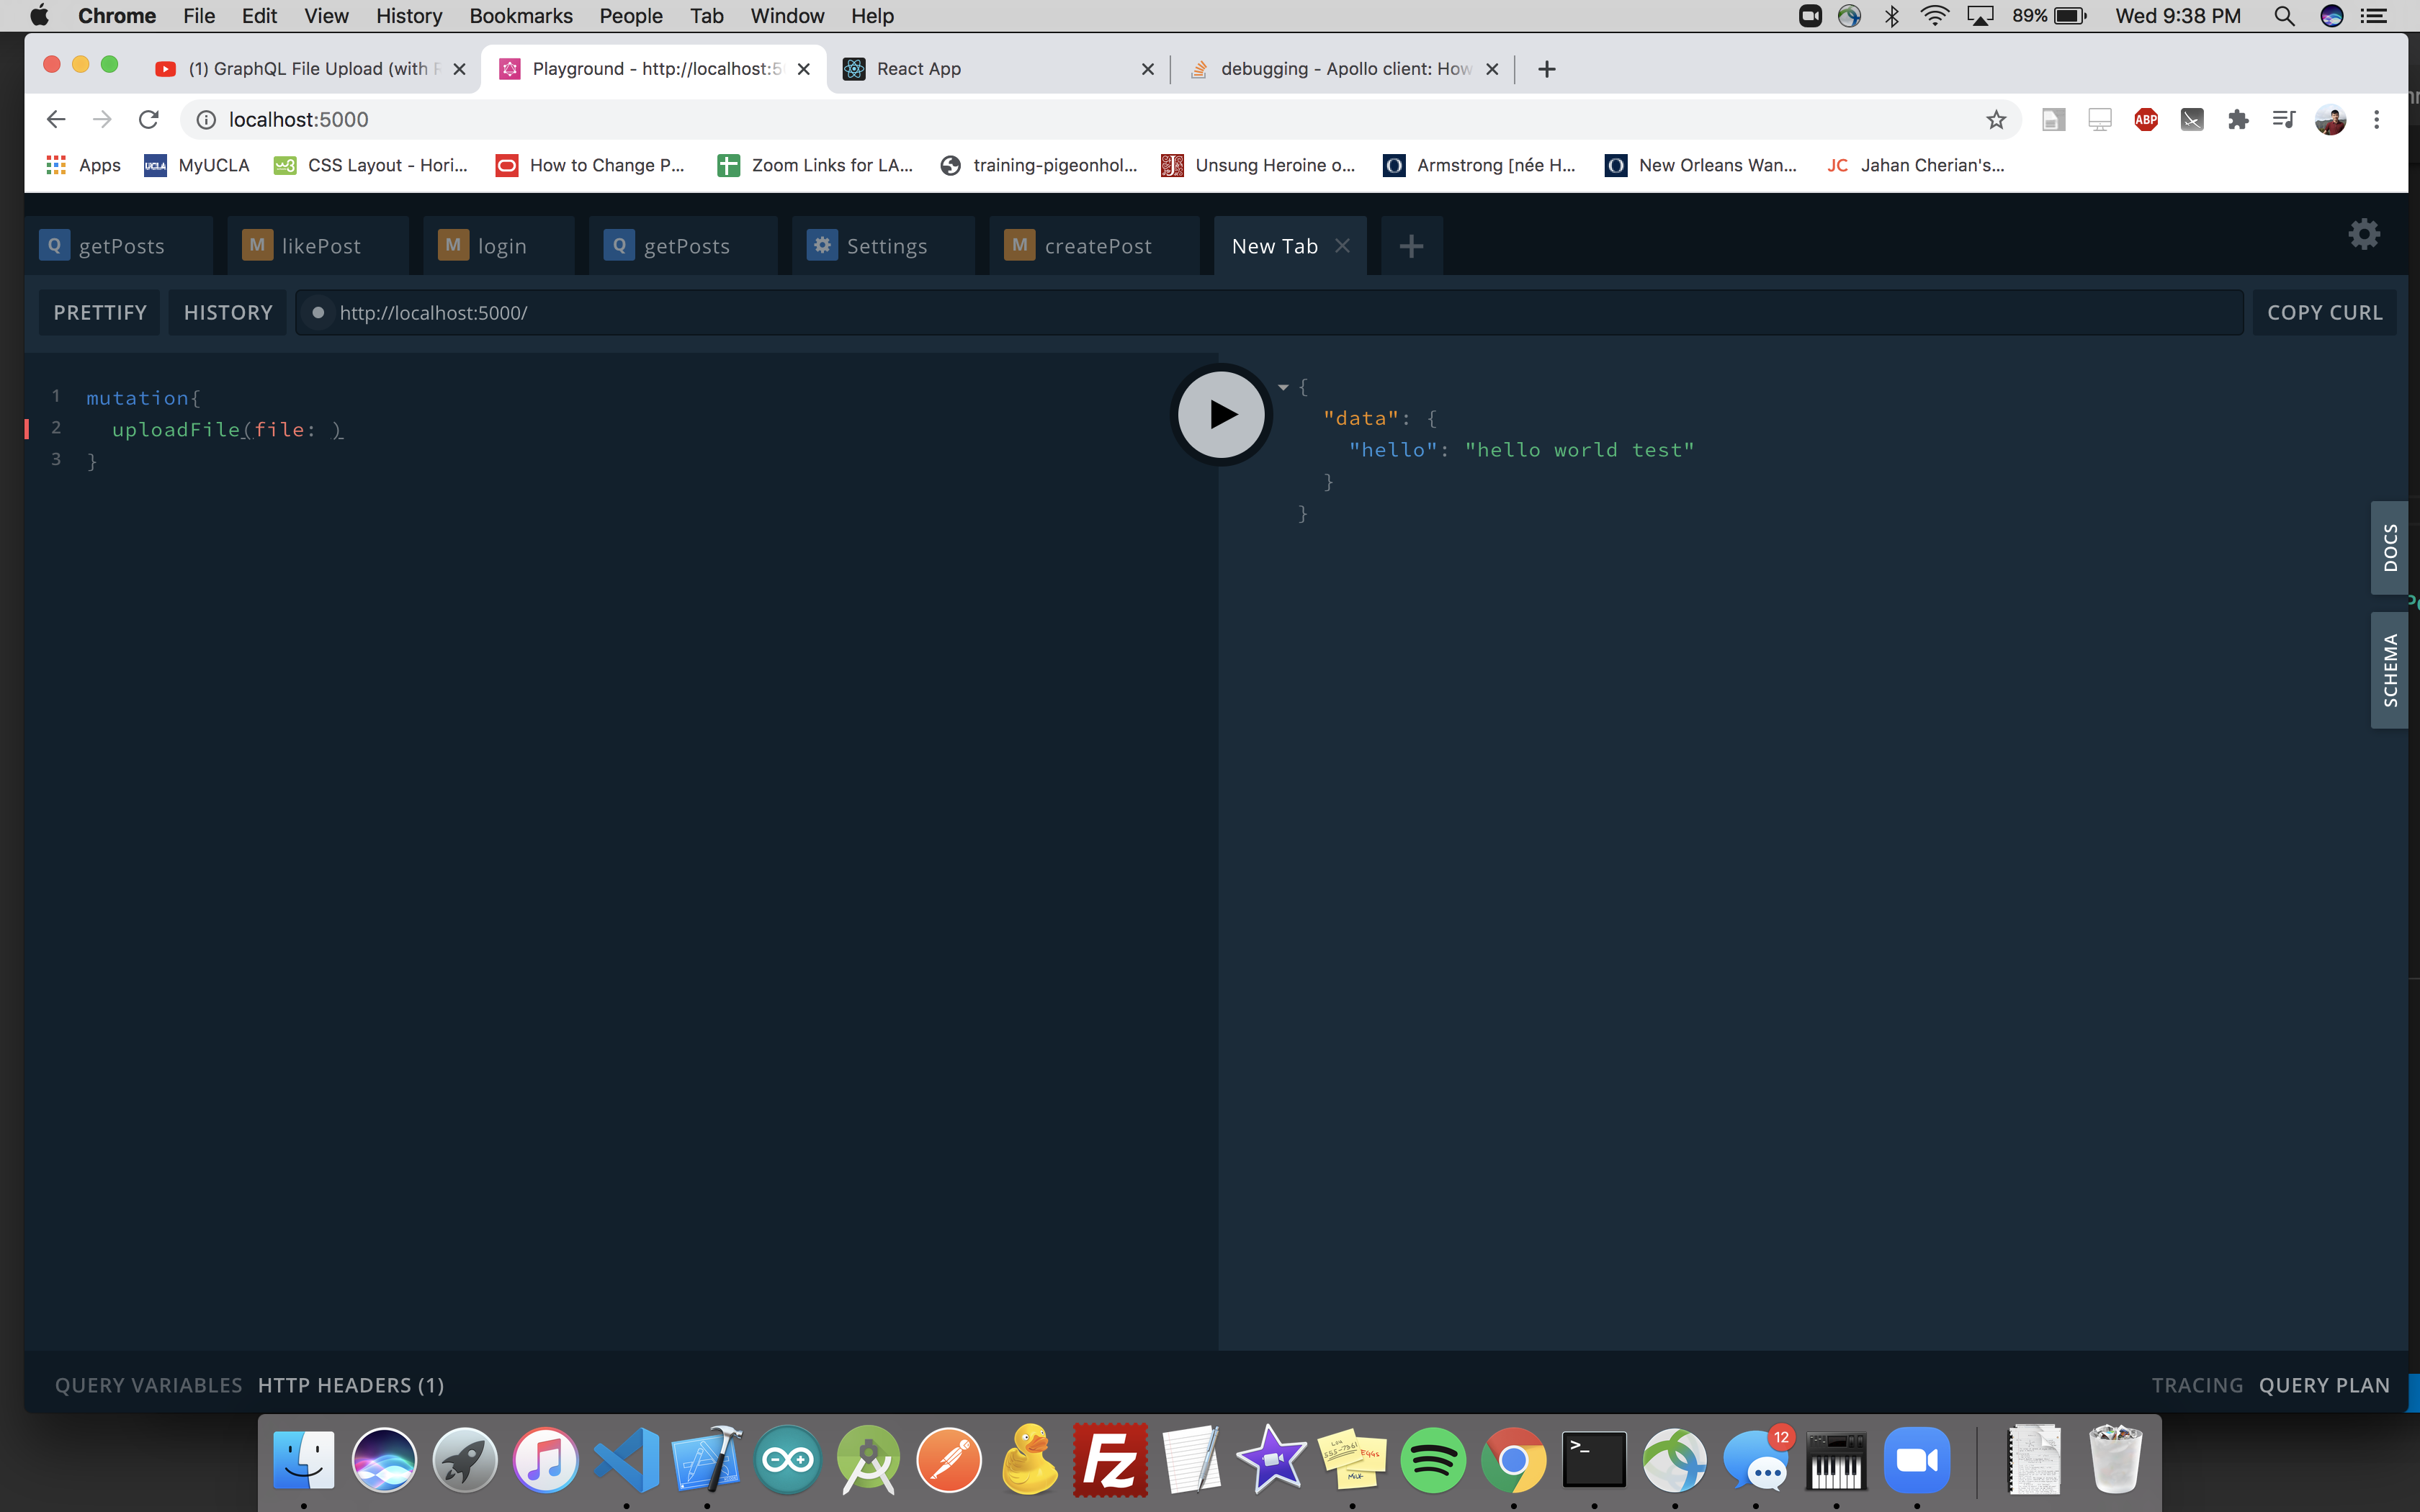 Chrome File Edit View History Bookmarks People Tab Window Help 89% Wed 9:38 PM
(1) GraphQL File Upload (with Playground - http://localhost:5 React App debugging - Apollo client: How
localhost:5000 ABP
Apps UCLA MyUCLA w3 CSS Layout - Hori... How to Change P... Zoom Links for LA... training-pigeonhol... Unsung Heroine o... O Armstrong [née H... O New Orleans Wan... JC Jahan Cherian's...
Q getPosts M likePost M login Q getPosts Settings M createPost New Tab
PRETTIFY HISTORY http://localhost:5000/ COPY CURL
1 mutation{
2 uploadFile(file: )
3 }
{
"data": {
"hello": "hello world test"
}
}
DOCS
SCHEMA
QUERY VARIABLES HTTP HEADERS (1) TRACING QUERY PLAN
FZ
>_
12